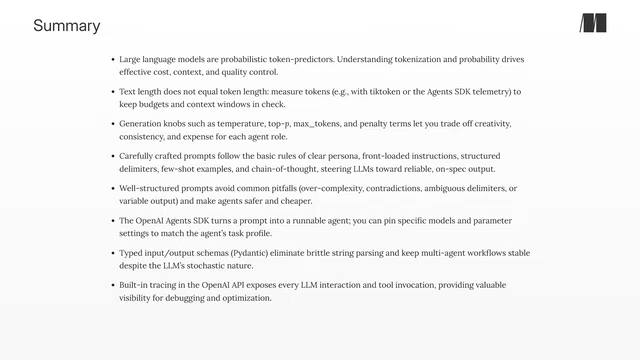 Summary
• Large language models are probabilistic token-predictors. Understanding tokenization and probability drives
effective cost, context, and quality control.
• Text length does not equal token length: measure tokens (e.g., with tiktoken or the Agents SDK telemetry) to
keep budgets and context windows in check.
• Generation knobs such as temperature, top-p, max_tokens, and penalty terms let you trade off creativity,
consistency, and expense for each agent role.
• Carefully crafted prompts follow the basic rules of clear persona, front-loaded instructions, structured
delimiters, few-shot examples, and chain-of-thought, steering LLMs toward reliable, on-spec output.
• Well-structured prompts avoid common pitfalls (over-complexity, contradictions, ambiguous delimiters, or
variable output) and make agents safer and cheaper.
• The OpenAI Agents SDK turns a prompt into a runnable agent; you can pin specific models and parameter
settings to match the agent's task profile.
• Typed input/output schemas (Pydantic) eliminate brittle string parsing and keep multi-agent workflows stable
despite the LLM's stochastic nature.
• Built-in tracing in the OpenAI API exposes every LLM interaction and tool invocation, providing valuable
visibility for debugging and optimization.